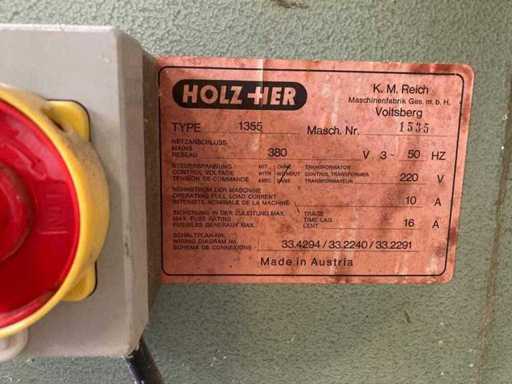 HOLZ-HER
K. M. Reich
Maschinenfabrik Ges. m. b. H.
Voitsberg
TYPE 1355 Masch. Nr. 1535
NETZANSCHLUSS
MAINS
RESEAU 380 V 3 - 50 HZ
STEUERSPANNUNG MIT OHNE TRANSFORMATOR
CONTROL VOLTAGE WITH WITHOUT CONTROL TRANSFORMER
TENSION DE COMMANDE AVEC SANS TRANSFORMATEUR 220 V
NENNSTROM DER MASCHINE
OPERATING FULL LOAD CURRENT
INTENSITE NOMINALE DE LA MACHINE 10 A
SICHERUNG IN DER ZULEITUNG MAX. TRAGE
MAX. FUSE RATING TIME LAG
FUSIBLES GENERAUX MAX. LENT 16 A
SCHALTPLAN-NR.
WIRING DIAGRAM NR.
SCHEMA DE CONNEXIONS 33.4294 / 33.2240 / 33.2291
Made in Austria